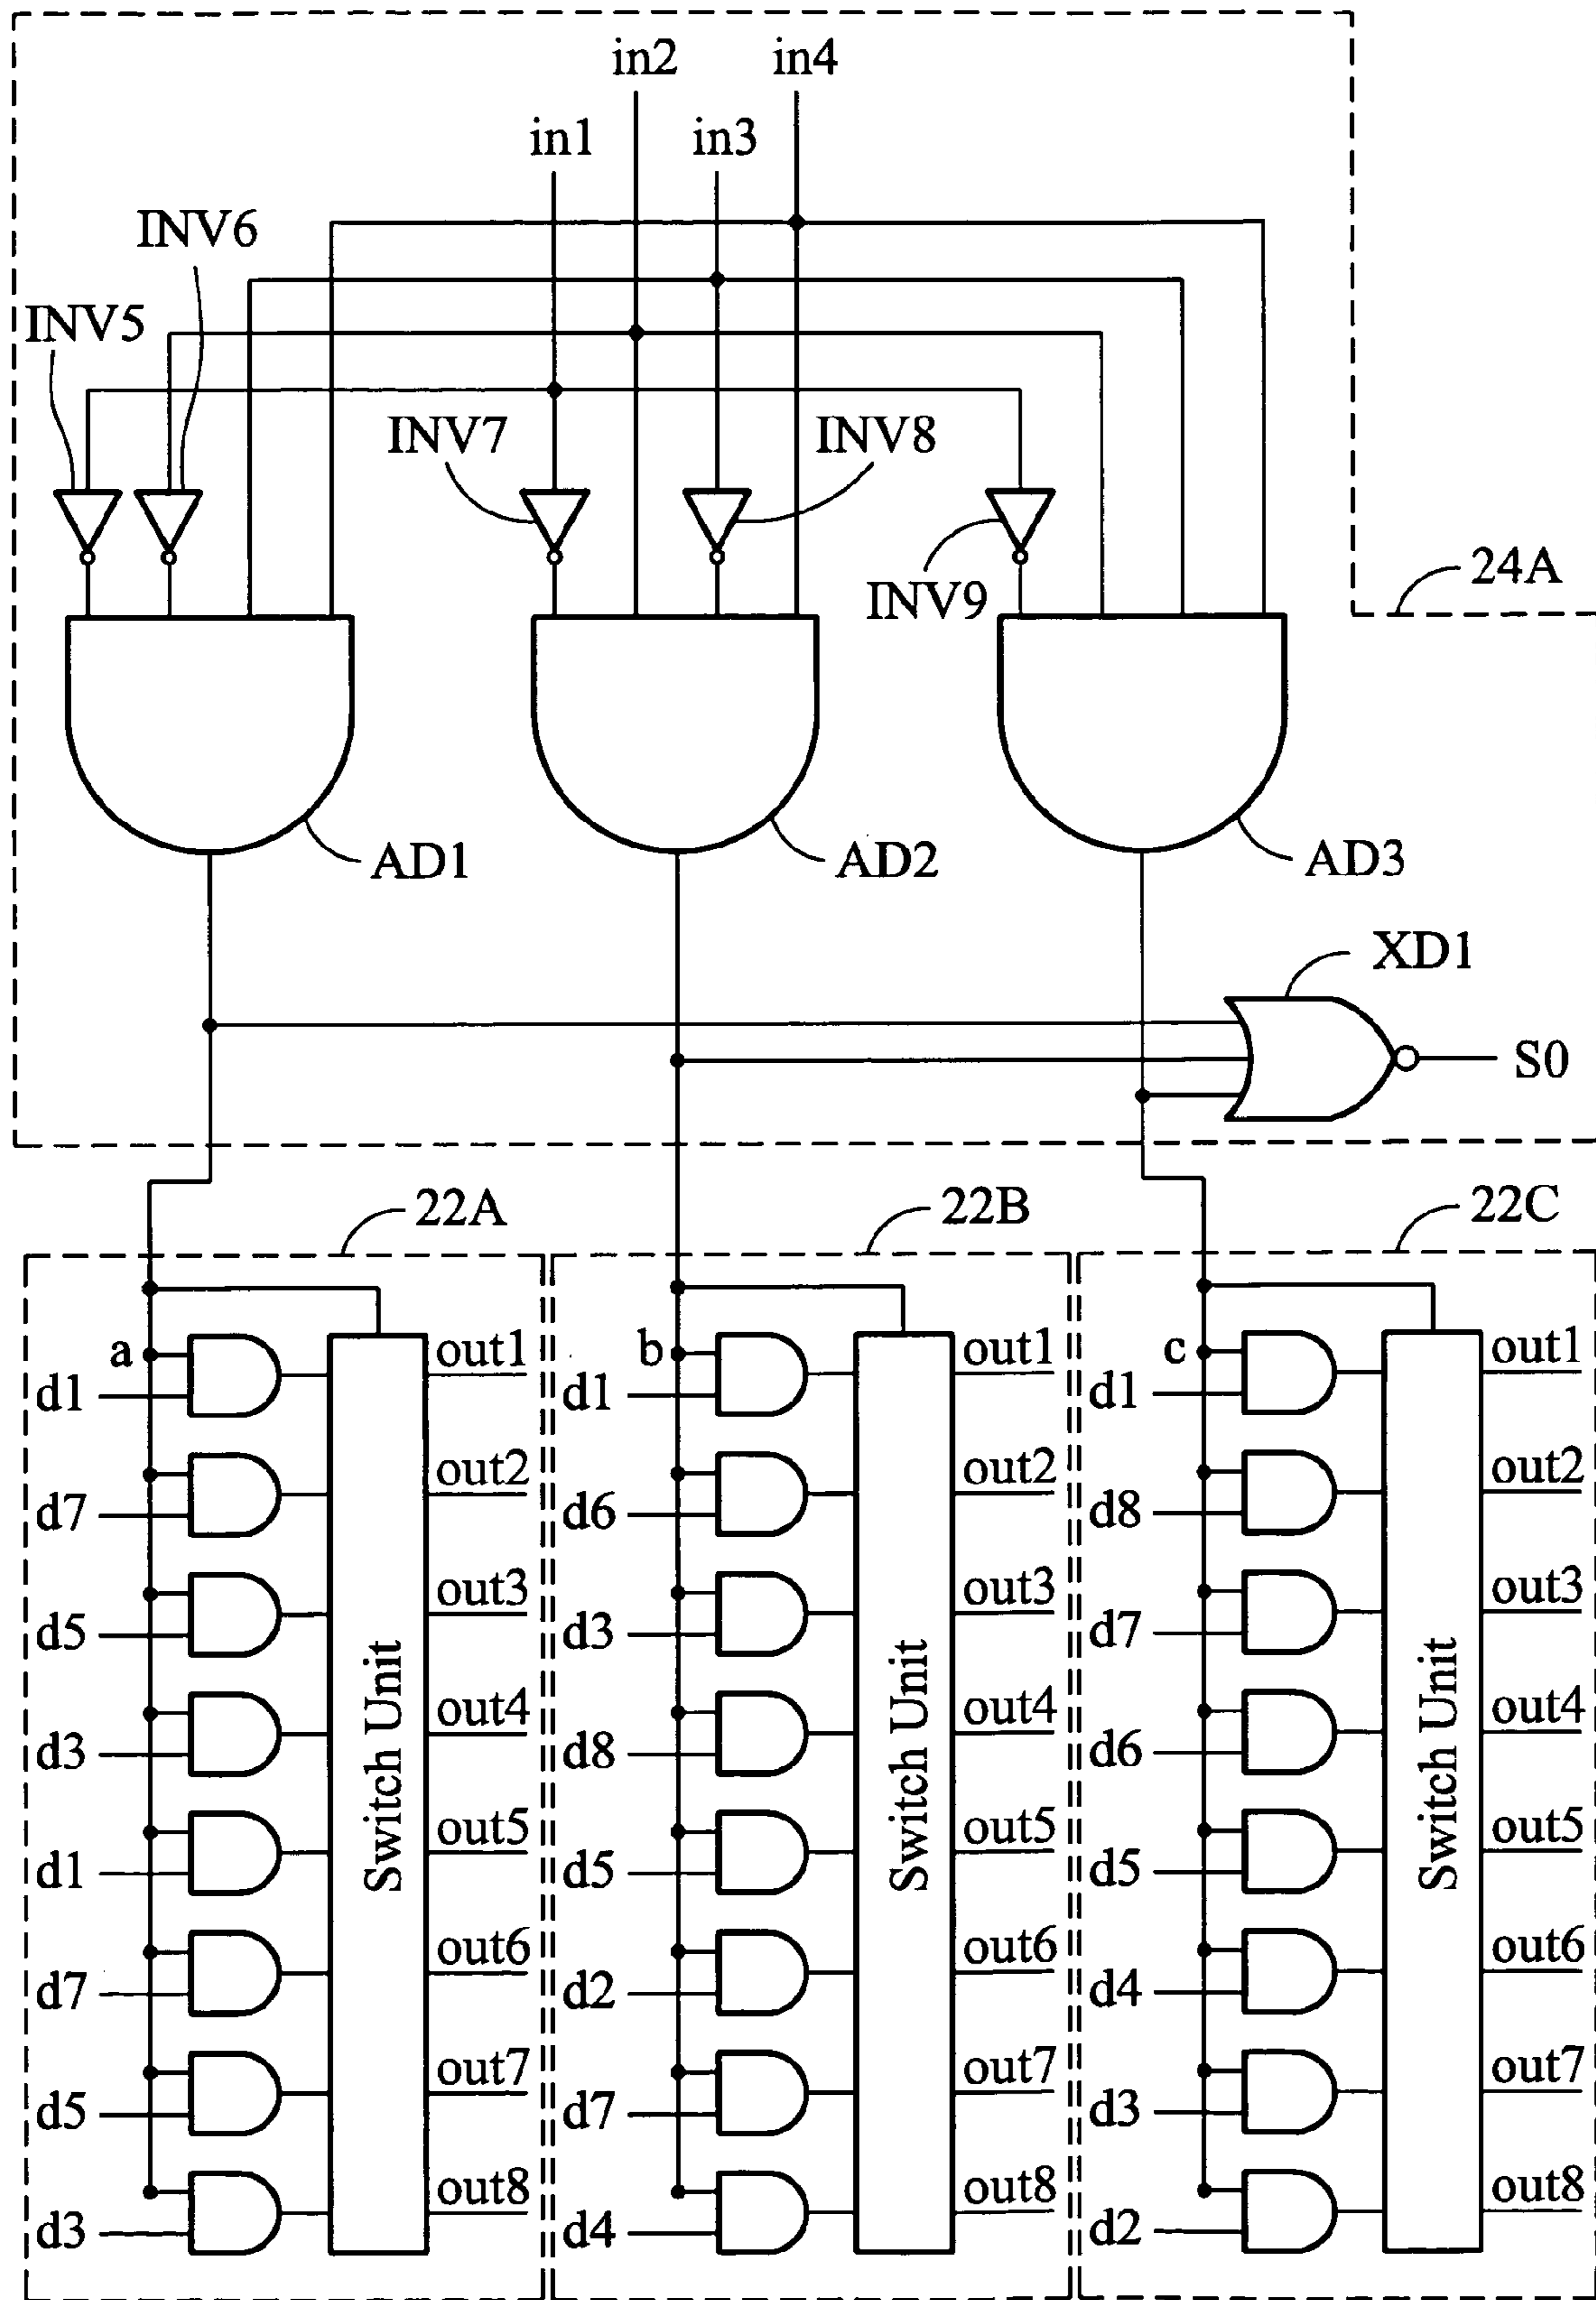 in2 in4
in1 in3
INV6
INV5
INV7 INV8
INV9
24A
AD1 AD2 AD3
XD1
S0
22A 22B 22C
a out1 b out1 c out1
d1 d1 d1
out2 out2 out2
d7 d6 d8
out3 out3 out3
d5 d3 d7
out4 out4 out4
d3 d8 d6
Switch Unit Switch Unit Switch Unit
out5 out5 out5
d1 d5 d5
out6 out6 out6
d7 d2 d4
out7 out7 out7
d5 d7 d3
out8 out8 out8
d3 d4 d2